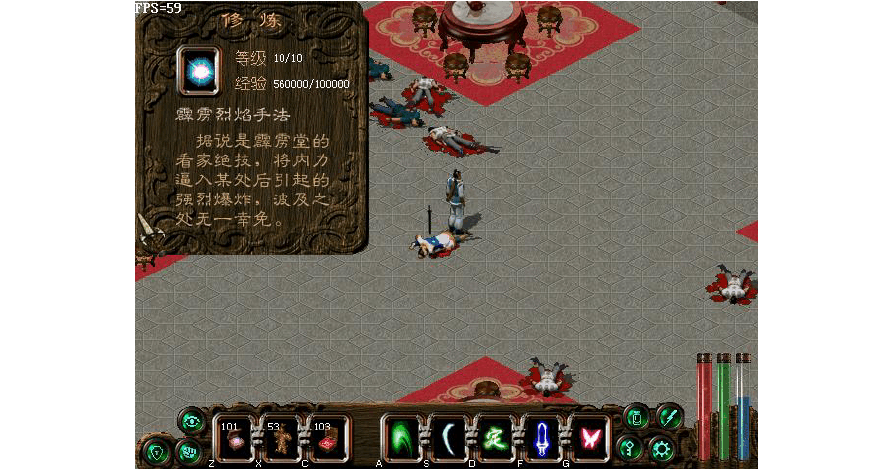 FPS=59
修炼
等级 10/10
经验 560000/100000
霹雳烈焰手法
据说是霹雳堂的
看家绝技，将内力
逼入某处后引起的
强烈爆炸，波及之
处无一幸免。
101 53 103
Z X C A S D F G